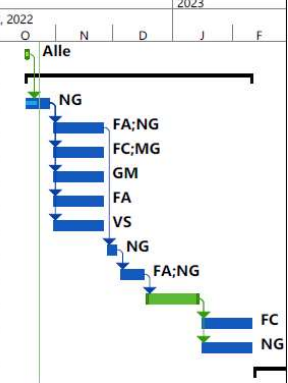 2023
, 2022
O N D J F
Alle
NG
FA;NG
FC;MG
GM
FA
VS
NG
FA;NG
FC
NG